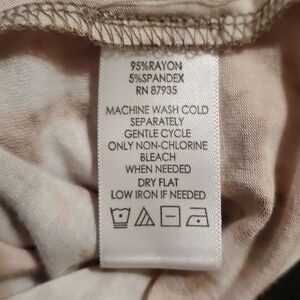 95%RAYON
5%SPANDEX
RN 87935
MACHINE WASH COLD
SEPARATELY
GENTLE CYCLE
ONLY NON-CHLORINE
BLEACH
WHEN NEEDED
DRY FLAT
LOW IRON IF NEEDED